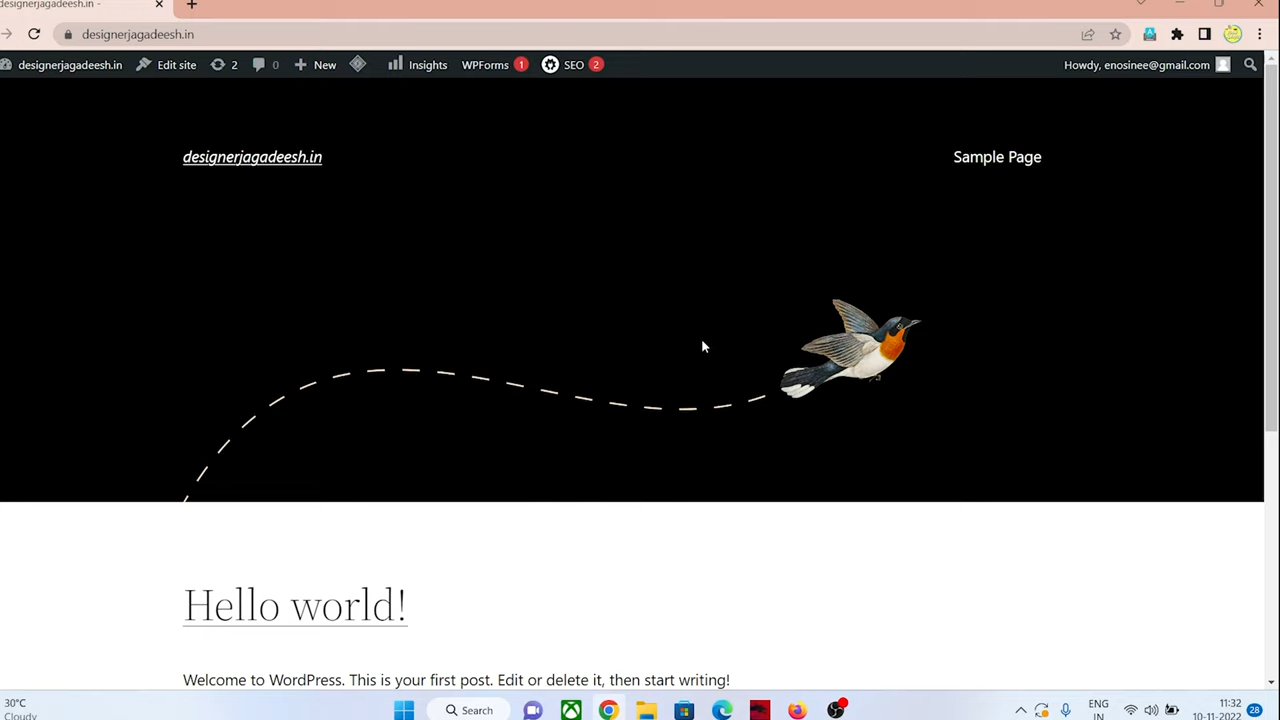 designerjagadeesh.in -
designerjagadeesh.in
designerjagadeesh.in Edit site 2 0 New Insights WPForms 1 SEO 2 Howdy, enosinee@gmail.com
designerjagadeesh.in Sample Page
Hello world!
Welcome to WordPress. This is your first post. Edit or delete it, then start writing!
30°C
Cloudy
Search
ENG
IN
11:32
10-11-2022
28